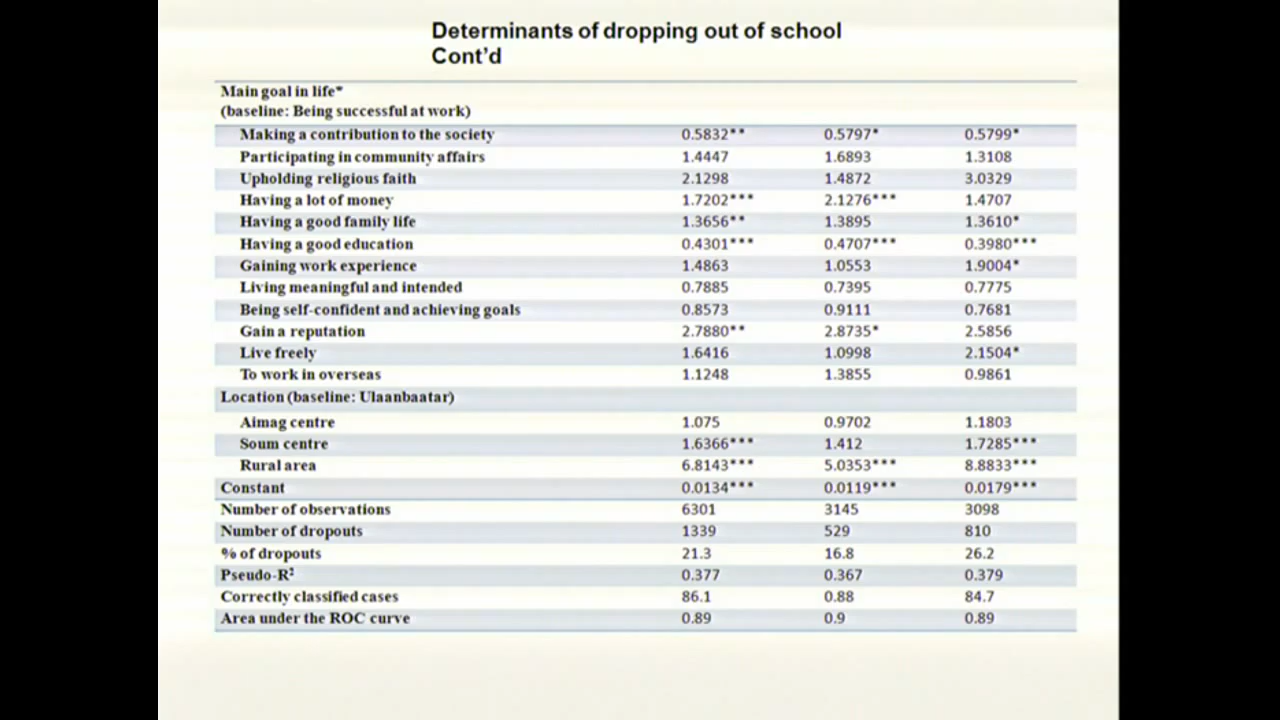 Determinants of dropping out of school
Cont'd
Main goal in life*
(baseline: Being successful at work)
Making a contribution to the society 0.5832** 0.5797* 0.5799*
Participating in community affairs 1.4447 1.6893 1.3108
Upholding religious faith 2.1298 1.4872 3.0329
Having a lot of money 1.7202*** 2.1276*** 1.4707
Having a good family life 1.3656** 1.3895 1.3610*
Having a good education 0.4301*** 0.4707*** 0.3980***
Gaining work experience 1.4863 1.0553 1.9004*
Living meaningful and intended 0.7885 0.7395 0.7775
Being self-confident and achieving goals 0.8573 0.9111 0.7681
Gain a reputation 2.7880** 2.8735* 2.5856
Live freely 1.6416 1.0998 2.1504*
To work in overseas 1.1248 1.3855 0.9861
Location (baseline: Ulaanbaatar)
Aimag centre 1.075 0.9702 1.1803
Soum centre 1.6366*** 1.412 1.7285***
Rural area 6.8143*** 5.0353*** 8.8833***
Constant 0.0134*** 0.0119*** 0.0179***
Number of observations 6301 3145 3098
Number of dropouts 1339 529 810
% of dropouts 21.3 16.8 26.2
Pseudo-R² 0.377 0.367 0.379
Correctly classified cases 86.1 0.88 84.7
Area under the ROC curve 0.89 0.9 0.89